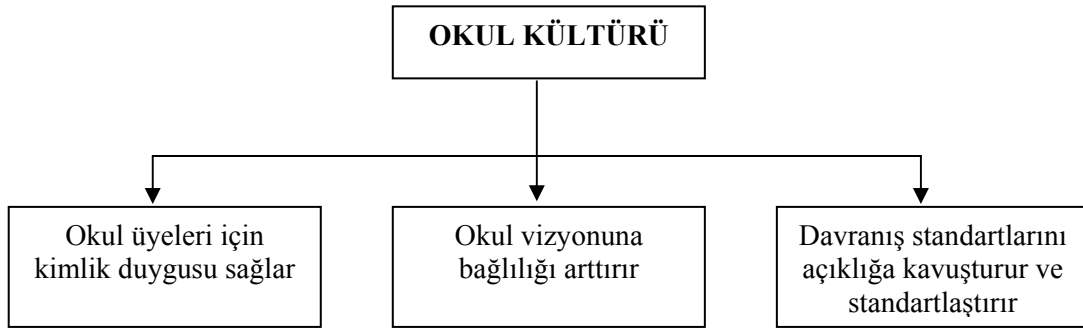 OKUL KÜLTÜRÜ
Okul üyeleri için
kimlik duygusu sağlar
Okul vizyonuna
bağlılığı arttırır
Davranış standartlarını
açıklığa kavuşturur ve
standartlaştırır